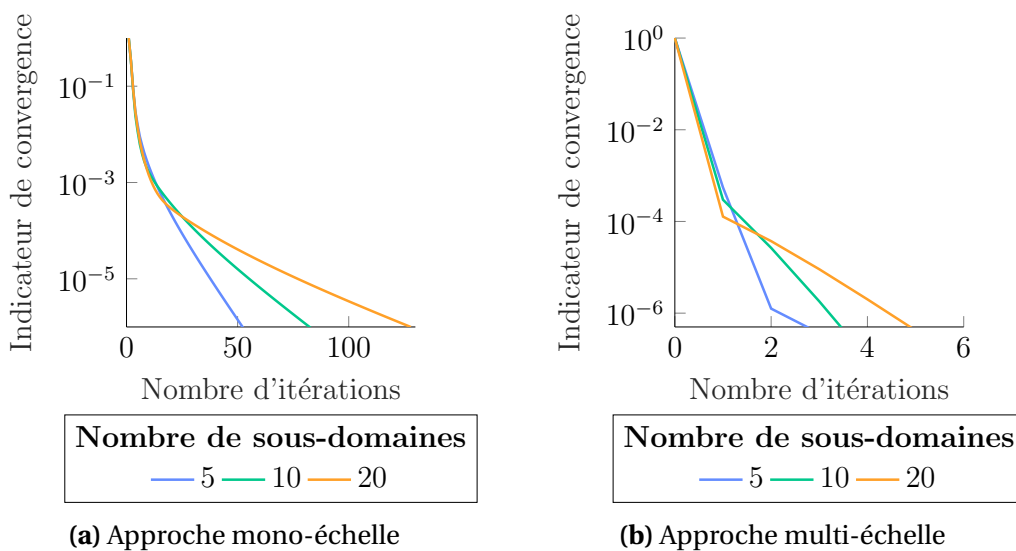 Indicateur de convergence
10^{-1}
10^{-3}
10^{-5}
0 50 100
Nombre d'itérations
Nombre de sous-domaines
5 10 20
(a) Approche mono-échelle
Indicateur de convergence
10^0
10^{-2}
10^{-4}
10^{-6}
0 2 4 6
Nombre d'itérations
Nombre de sous-domaines
5 10 20
(b) Approche multi-échelle